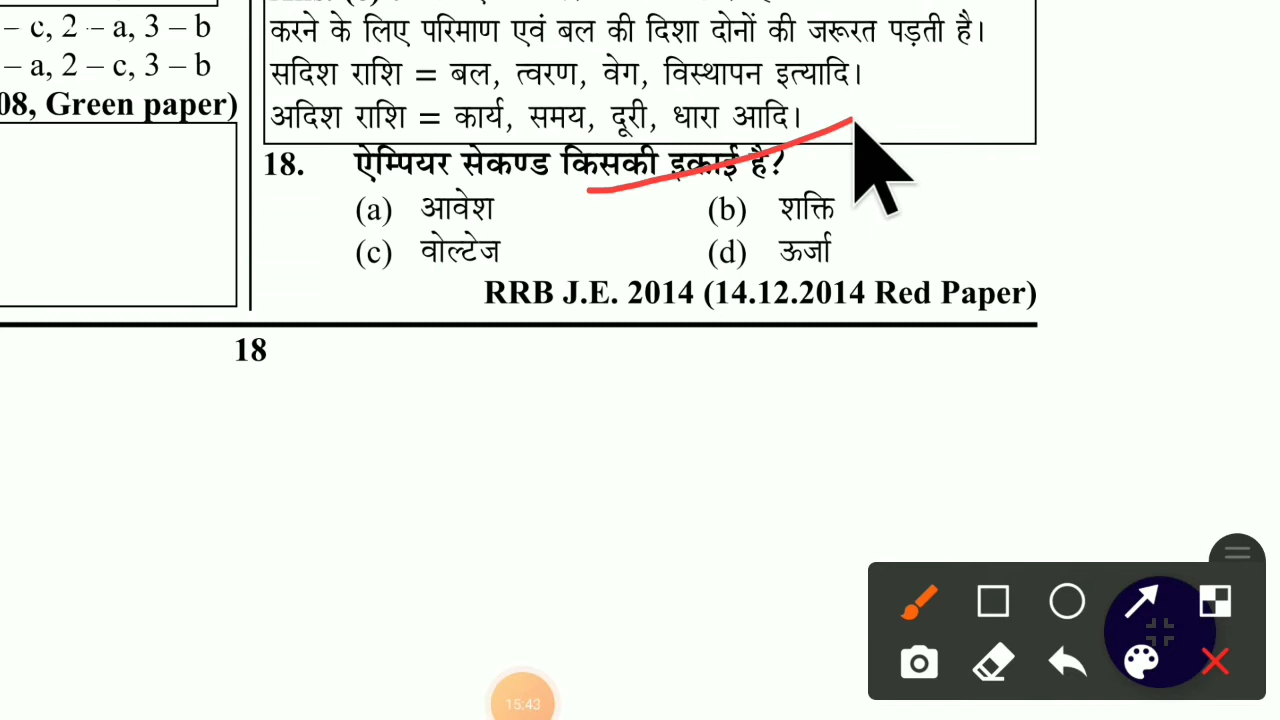 – c, 2 – a, 3 – b
– a, 2 – c, 3 – b
08, Green paper)
करने के लिए परिमाण एवं बल की दिशा दोनों की जरूरत पड़ती है।
सदिश राशि = बल, त्वरण, वेग, विस्थापन इत्यादि।
अदिश राशि = कार्य, समय, दूरी, धारा आदि।
18. ऐम्पियर सेकण्ड किसकी इकाई है?
(a) आवेश (b) शक्ति
(c) वोल्टेज (d) ऊर्जा
RRB J.E. 2014 (14.12.2014 Red Paper)
18
15:43